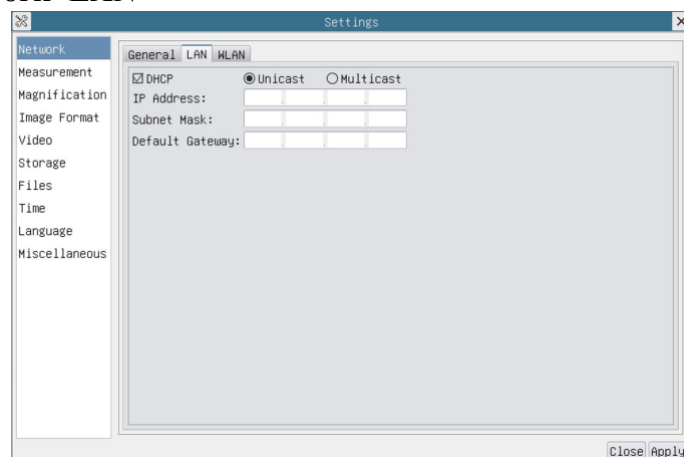 Settings
Network
Measurement
Magnification
Image Format
Video
Storage
Files
Time
Language
Miscellaneous
General LAN WLAN
DHCP Unicast Multicast
IP Address:
Subnet Mask:
Default Gateway:
Close Apply